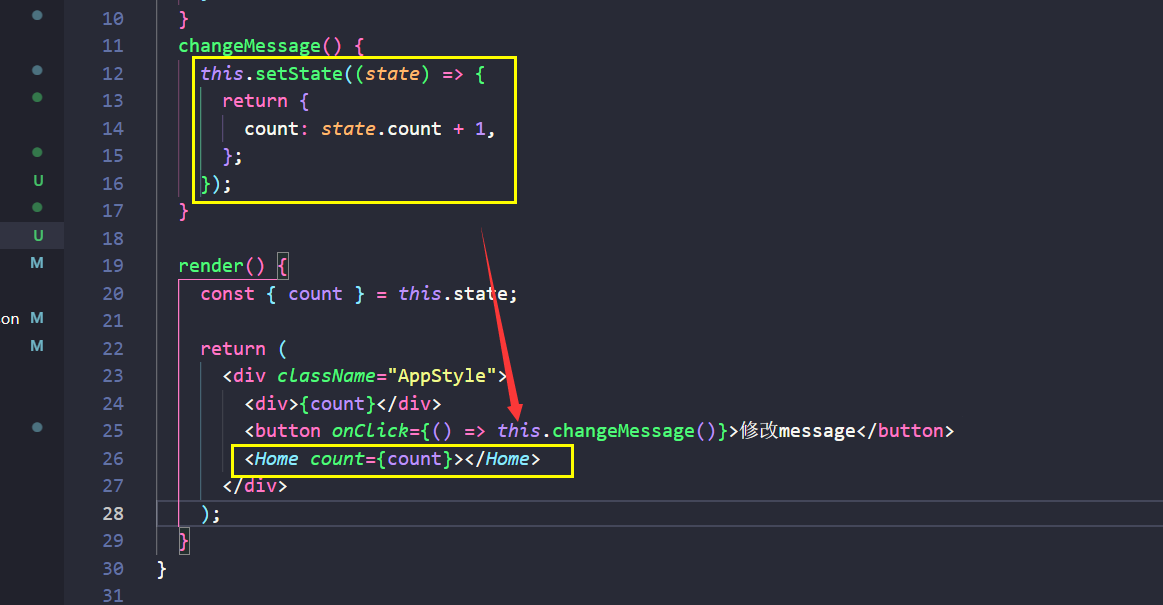 10 }
11 changeMessage() {
12 this.setState((state) => {
13 return {
14 count: state.count + 1,
15 };
U 16 });
17 }
U 18
M 19 render() {
20 const { count } = this.state;
on M 21
M 22 return (
23 <div className="AppStyle">
24 <div>{count}</div>
25 <button onClick={() => this.changeMessage()}>修改message</button>
26 <Home count={count}></Home>
27 </div>
28 );
29 }
30 }
31